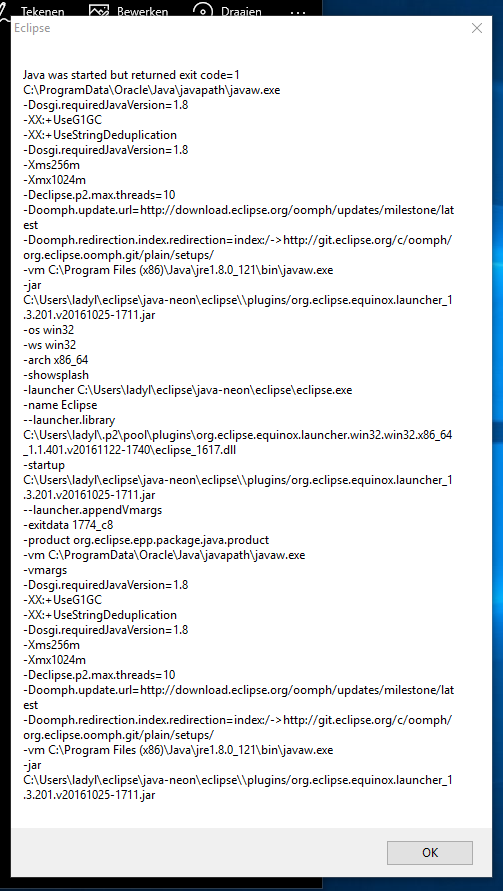 Tekenen Bewerken Draaien ...
Eclipse
Java was started but returned exit code=1
C:\ProgramData\Oracle\Java\javapath\javaw.exe
-Dosgi.requiredJavaVersion=1.8
-XX:+UseG1GC
-XX:+UseStringDeduplication
-Dosgi.requiredJavaVersion=1.8
-Xms256m
-Xmx1024m
-Declipse.p2.max.threads=10
-Doomph.update.url=http://download.eclipse.org/oomph/updates/milestone/lat
est
-Doomph.redirection.index.redirection=index:/->http://git.eclipse.org/c/oomph/
org.eclipse.oomph.git/plain/setups/
-vm C:\Program Files (x86)\Java\jre1.8.0_121\bin\javaw.exe
-jar
C:\Users\ladyl\eclipse\java-neon\eclipse\\plugins/org.eclipse.equinox.launcher_1
.3.201.v20161025-1711.jar
-os win32
-ws win32
-arch x86_64
-showsplash
-launcher C:\Users\ladyl\eclipse\java-neon\eclipse\eclipse.exe
-name Eclipse
--launcher.library
C:\Users\ladyl\.p2\pool\plugins\org.eclipse.equinox.launcher.win32.win32.x86_64
_1.1.401.v20161122-1740\eclipse_1617.dll
-startup
C:\Users\ladyl\eclipse\java-neon\eclipse\\plugins/org.eclipse.equinox.launcher_1
.3.201.v20161025-1711.jar
--launcher.appendVmargs
-exitdata 1774_c8
-product org.eclipse.epp.package.java.product
-vm C:\ProgramData\Oracle\Java\javapath\javaw.exe
-vmargs
-Dosgi.requiredJavaVersion=1.8
-XX:+UseG1GC
-XX:+UseStringDeduplication
-Dosgi.requiredJavaVersion=1.8
-Xms256m
-Xmx1024m
-Declipse.p2.max.threads=10
-Doomph.update.url=http://download.eclipse.org/oomph/updates/milestone/lat
est
-Doomph.redirection.index.redirection=index:/->http://git.eclipse.org/c/oomph/
org.eclipse.oomph.git/plain/setups/
-vm C:\Program Files (x86)\Java\jre1.8.0_121\bin\javaw.exe
-jar
C:\Users\ladyl\eclipse\java-neon\eclipse\\plugins/org.eclipse.equinox.launcher_1
.3.201.v20161025-1711.jar
OK